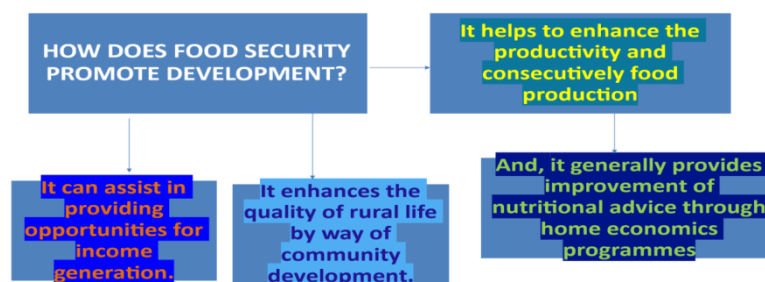 HOW DOES FOOD SECURITY
PROMOTE DEVELOPMENT?
It helps to enhance the
productivity and
consecutively food
production
It can assist in
providing
opportunities for
income
generation.
It enhances the
quality of rural life
by way of
community
development.
And, it generally provides
improvement of
nutritional advice through
home economics
programmes